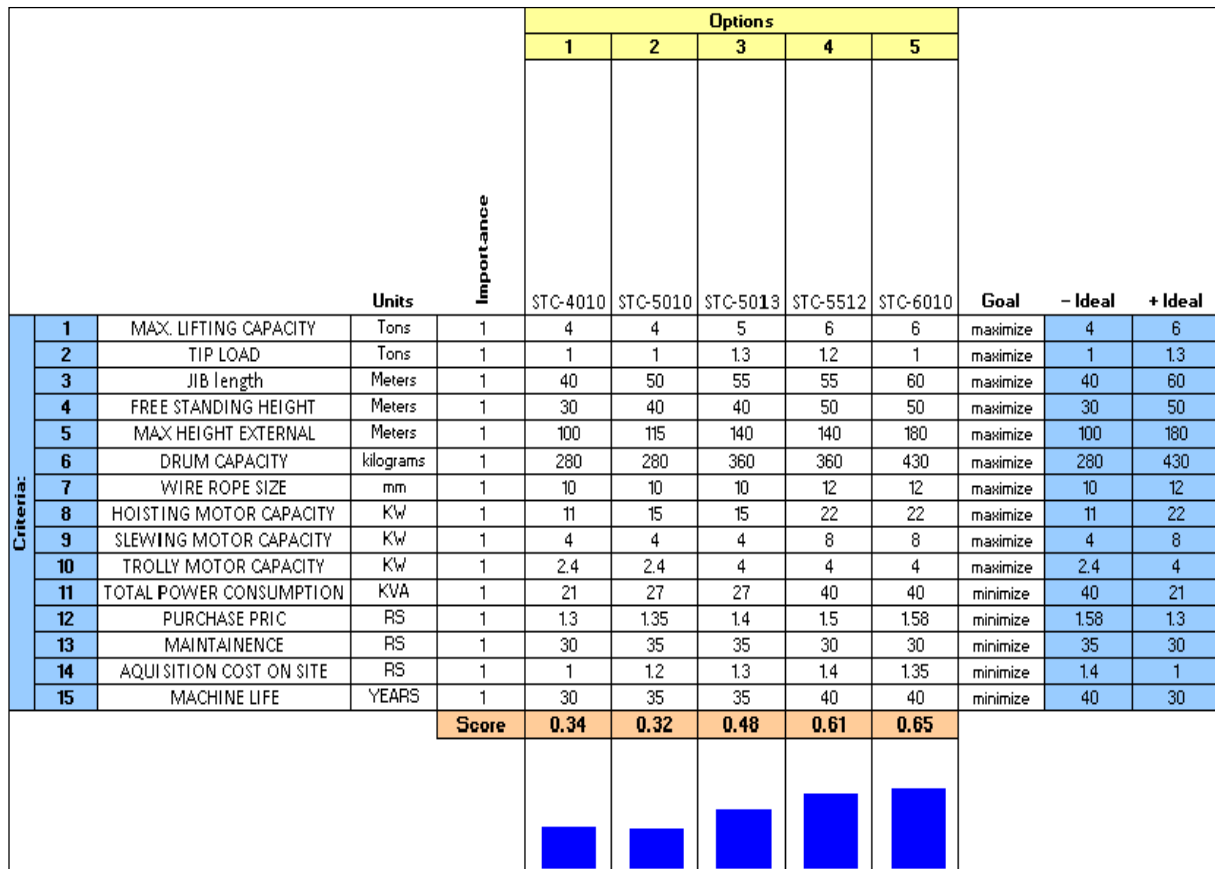 Options
1 2 3 4 5
Units Importance STC-4010 STC-5010 STC-5013 STC-5512 STC-6010 Goal – Ideal + Ideal
Criteria:
1 MAX. LIFTING CAPACITY Tons 1 4 4 5 6 6 maximize 4 6
2 TIP LOAD Tons 1 1 1 1.3 1.2 1 maximize 1 1.3
3 JIB length Meters 1 40 50 55 55 60 maximize 40 60
4 FREE STANDING HEIGHT Meters 1 30 40 40 50 50 maximize 30 50
5 MAX HEIGHT EXTERNAL Meters 1 100 115 140 140 180 maximize 100 180
6 DRUM CAPACITY kilograms 1 280 280 360 360 430 maximize 280 430
7 WIRE ROPE SIZE mm 1 10 10 10 12 12 maximize 10 12
8 HOISTING MOTOR CAPACITY KW 1 11 15 15 22 22 maximize 11 22
9 SLEWING MOTOR CAPACITY KW 1 4 4 4 8 8 maximize 4 8
10 TROLLY MOTOR CAPACITY KW 1 2.4 2.4 4 4 4 maximize 2.4 4
11 TOTAL POWER CONSUMPTION KVA 1 21 27 27 40 40 minimize 40 21
12 PURCHASE PRIC RS 1 1.3 1.35 1.4 1.5 1.58 minimize 1.58 1.3
13 MAINTAINENCE RS 1 30 35 35 30 30 minimize 35 30
14 AQUISITION COST ON SITE RS 1 1 1.2 1.3 1.4 1.35 minimize 1.4 1
15 MACHINE LIFE YEARS 1 30 35 35 40 40 minimize 40 30
Score 0.34 0.32 0.48 0.61 0.65